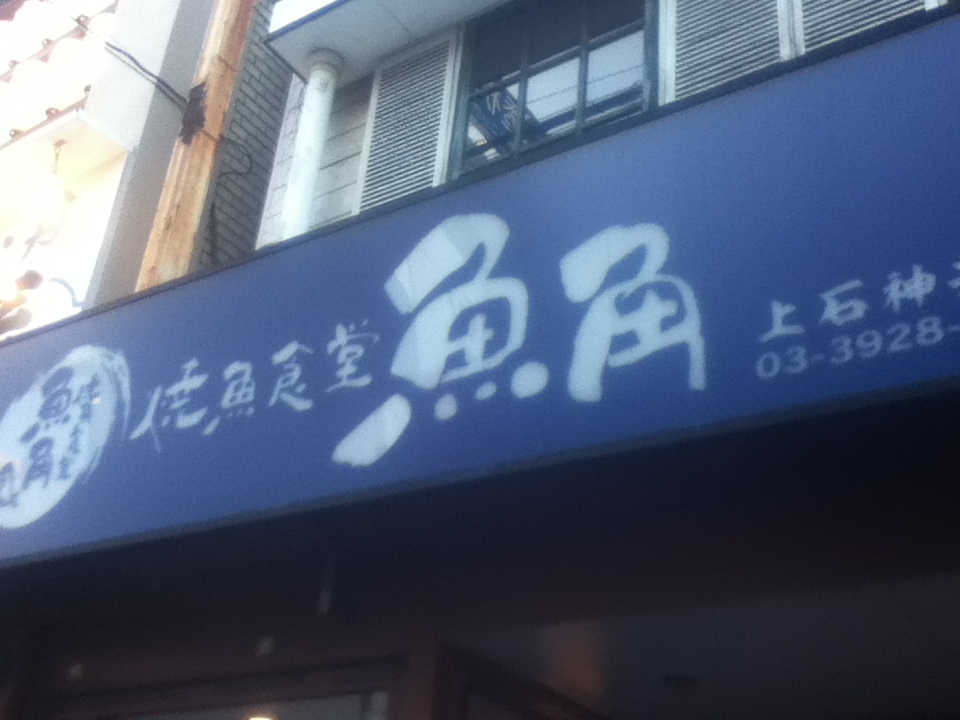 魚角
焼魚食堂
魚角
上石神
03-3928-